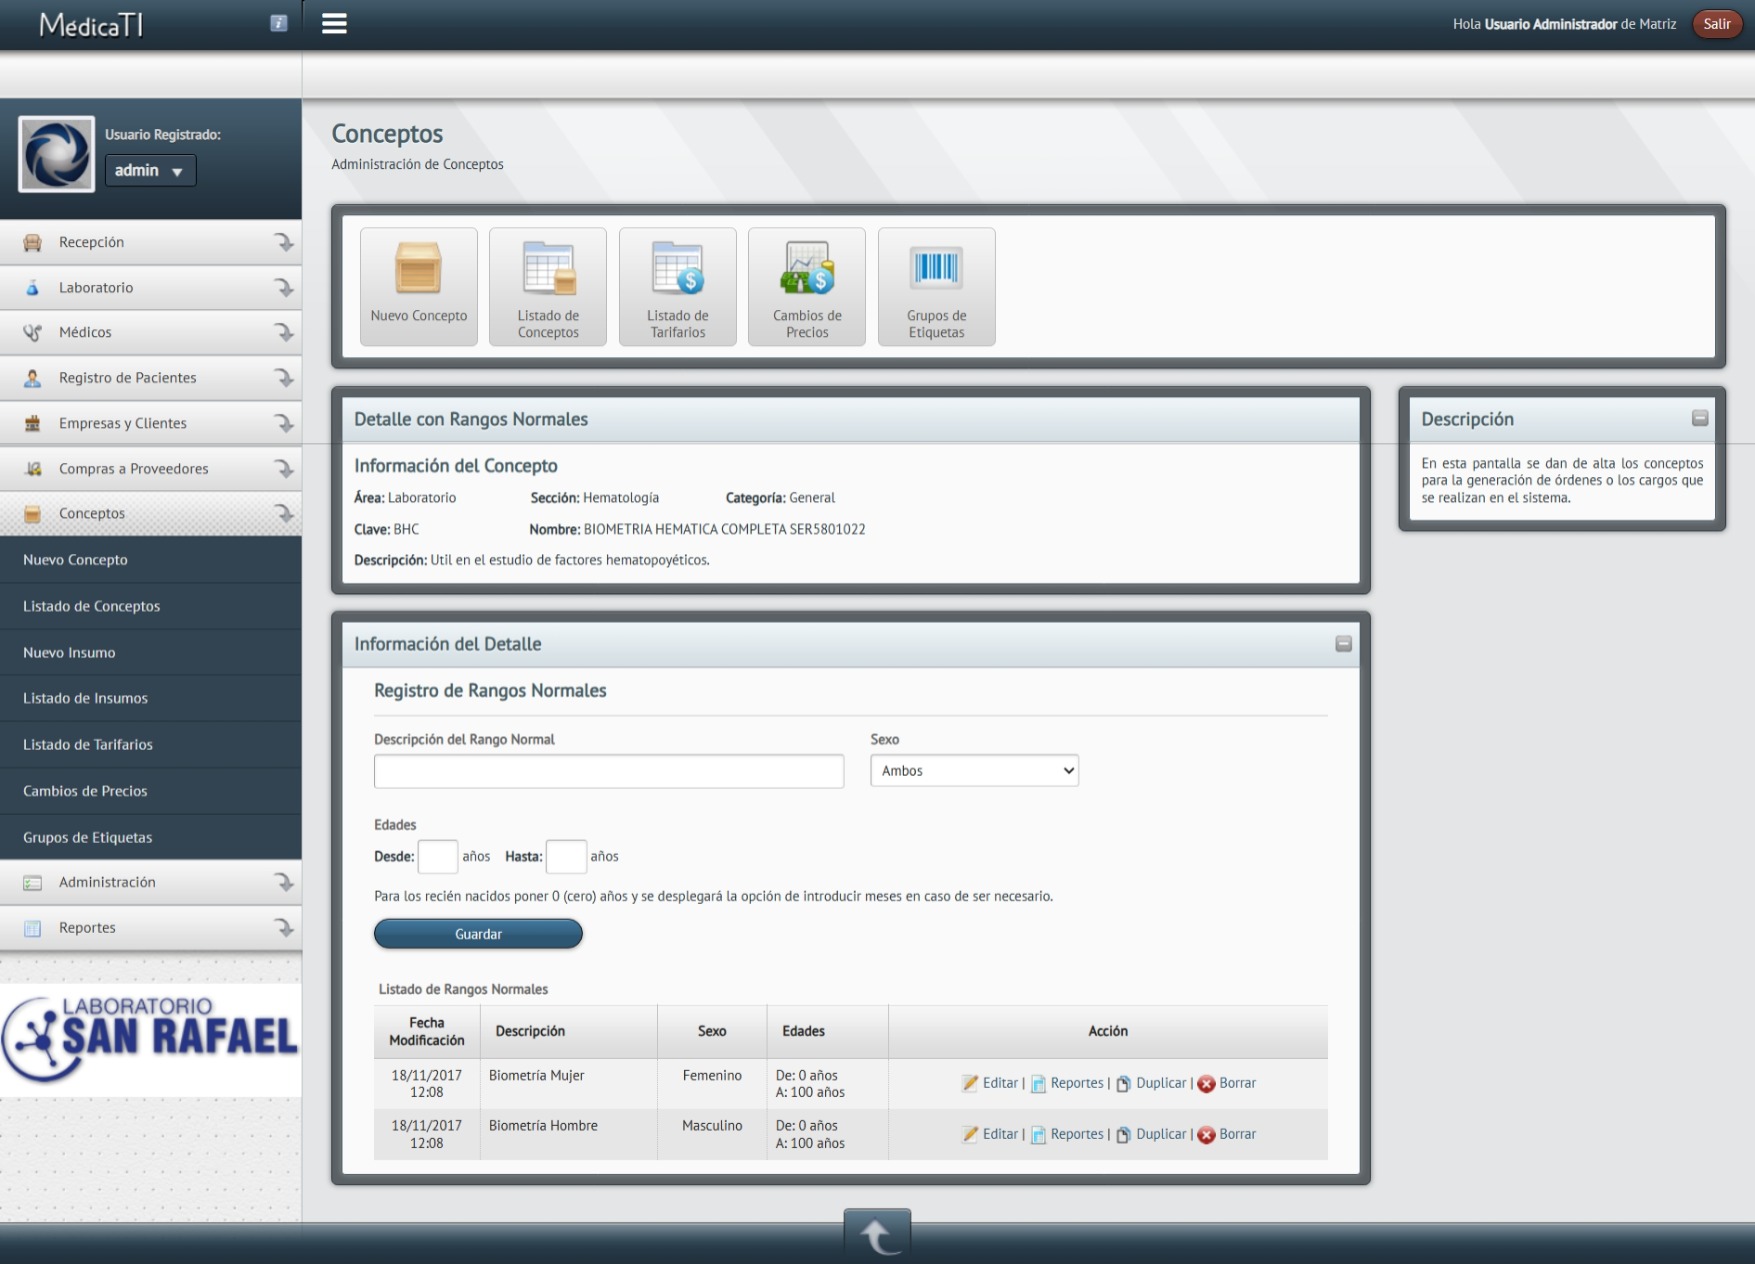 MédicaTI
Hola Usuario Administrador de Matriz
Salir
Usuario Registrado:
admin
Recepción
Laboratorio
Médicos
Registro de Pacientes
Empresas y Clientes
Compras a Proveedores
Conceptos
Nuevo Concepto
Listado de Conceptos
Nuevo Insumo
Listado de Insumos
Listado de Tarifarios
Cambios de Precios
Grupos de Etiquetas
Administración
Reportes
LABORATORIO
SAN RAFAEL
Conceptos
Administración de Conceptos
Nuevo Concepto
Listado de
Conceptos
Listado de
Tarifarios
Cambios de
Precios
Grupos de
Etiquetas
Detalle con Rangos Normales
Información del Concepto
Área: Laboratorio Sección: Hematología Categoría: General
Clave: BHC Nombre: BIOMETRIA HEMATICA COMPLETA SER5801022
Descripción: Util en el estudio de factores hematopoyéticos.
Descripción
En esta pantalla se dan de alta los conceptos
para la generación de órdenes o los cargos que
se realizan en el sistema.
Información del Detalle
Registro de Rangos Normales
Descripción del Rango Normal Sexo
Ambos
Edades
Desde: años Hasta: años
Para los recién nacidos poner 0 (cero) años y se desplegará la opción de introducir meses en caso de ser necesario.
Guardar
Listado de Rangos Normales
Fecha
Modificación Descripción Sexo Edades Acción
18/11/2017 Biometría Mujer Femenino De: 0 años
12:08 A: 100 años
Editar | Reportes | Duplicar | Borrar
18/11/2017 Biometría Hombre Masculino De: 0 años
12:08 A: 100 años
Editar | Reportes | Duplicar | Borrar